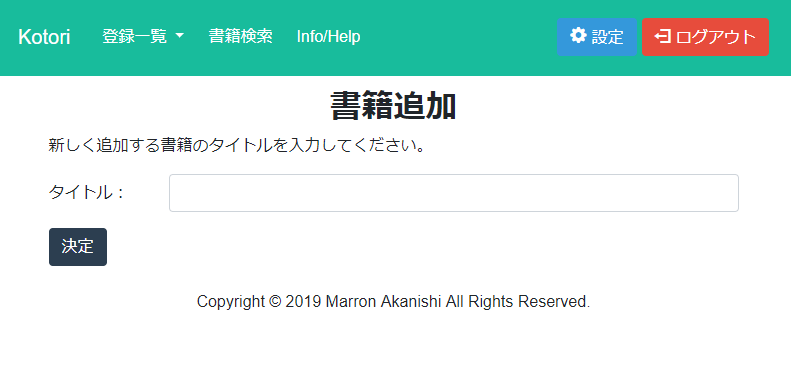 Kotori 登録一覧 書籍検索 Info/Help 設定 ログアウト
書籍追加
新しく追加する書籍のタイトルを入力してください。
タイトル：
決定
Copyright © 2019 Marron Akanishi All Rights Reserved.